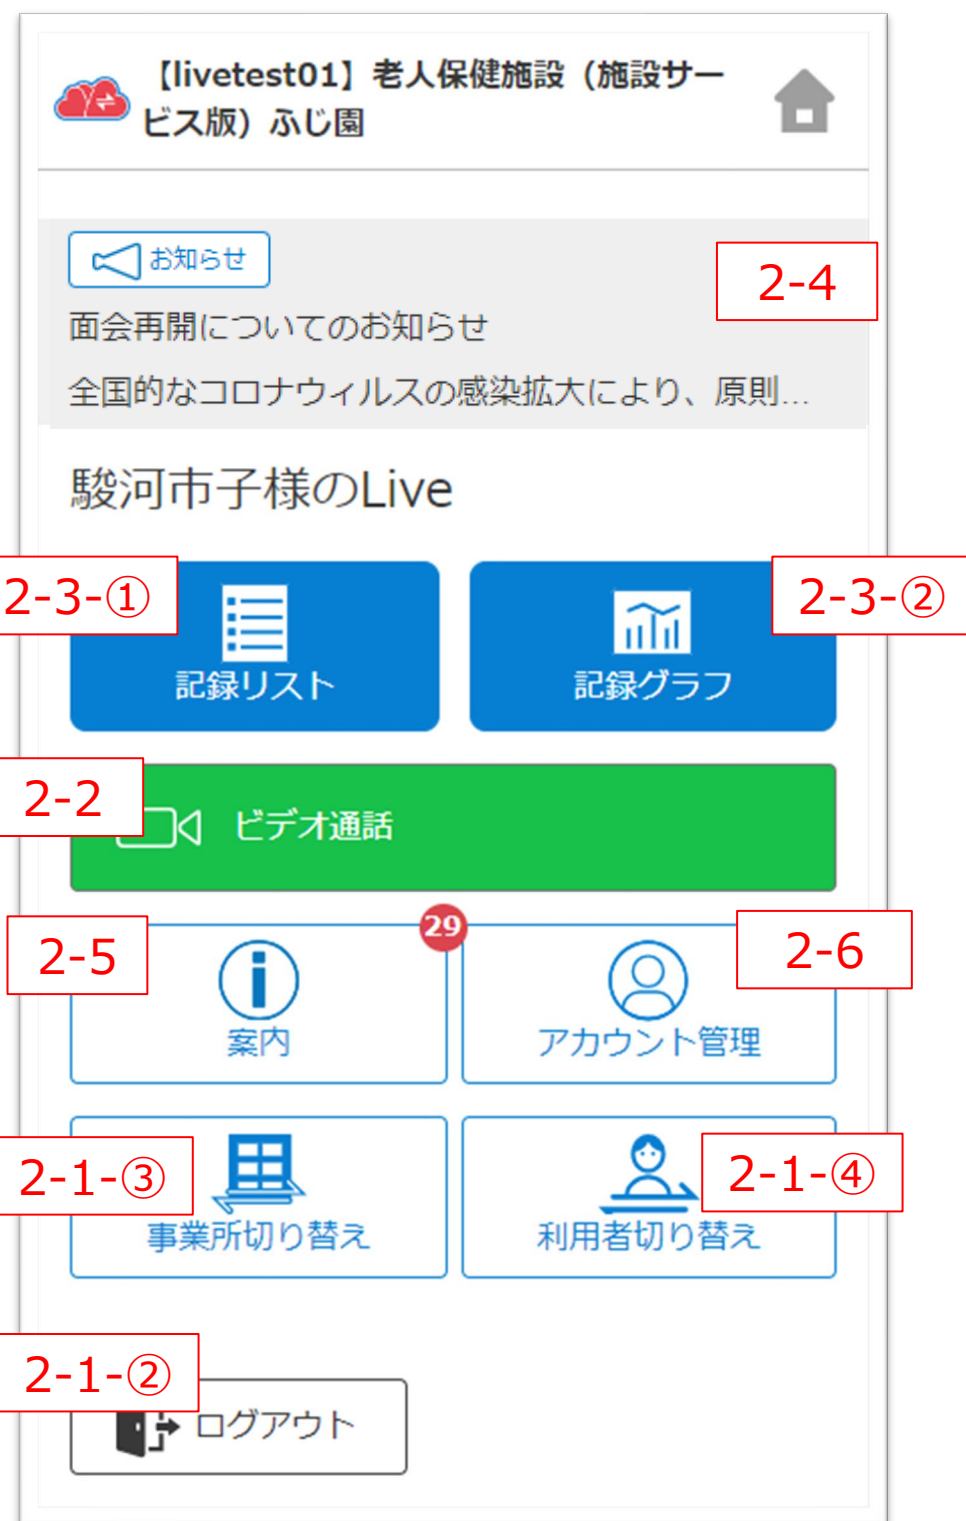 【livetest01】老人保健施設（施設サー
ビス版）ふじ園
お知らせ
2-4
面会再開についてのお知らせ
全国的なコロナウィルスの感染拡大により、原則...
駿河市子様のLive
2-3-①
記録リスト
2-3-②
記録グラフ
2-2
ビデオ通話
2-5
29
案内
2-6
アカウント管理
2-1-③
事業所切り替え
2-1-④
利用者切り替え
2-1-②
ログアウト